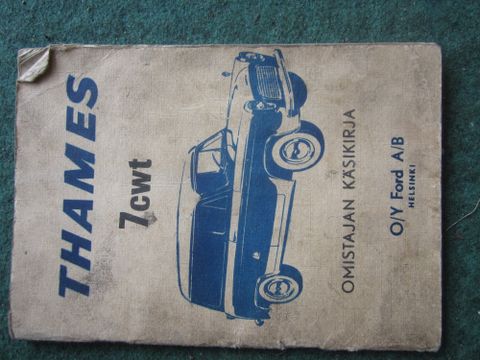 THAMES
7cwt
OMISTAJAN KÄSIKIRJA
O/Y Ford A/B
HELSINKI